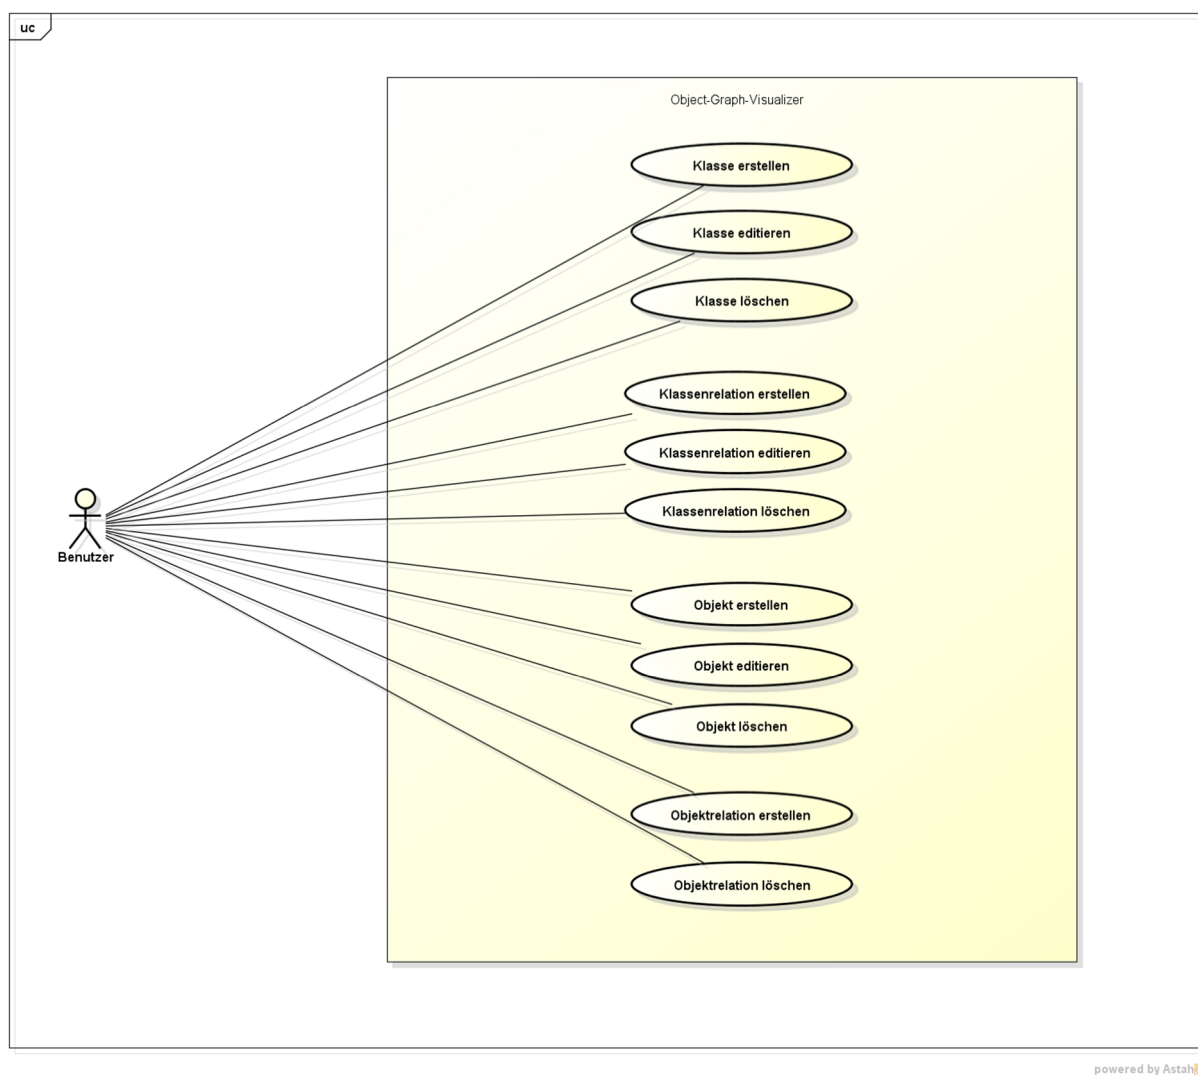 uc
Object-Graph-Visualizer
Klasse erstellen
Klasse editieren
Klasse löschen
Klassenrelation erstellen
Klassenrelation editieren
Klassenrelation löschen
Benutzer
Objekt erstellen
Objekt editieren
Objekt löschen
Objektrelation erstellen
Objektrelation löschen
powered by Astah